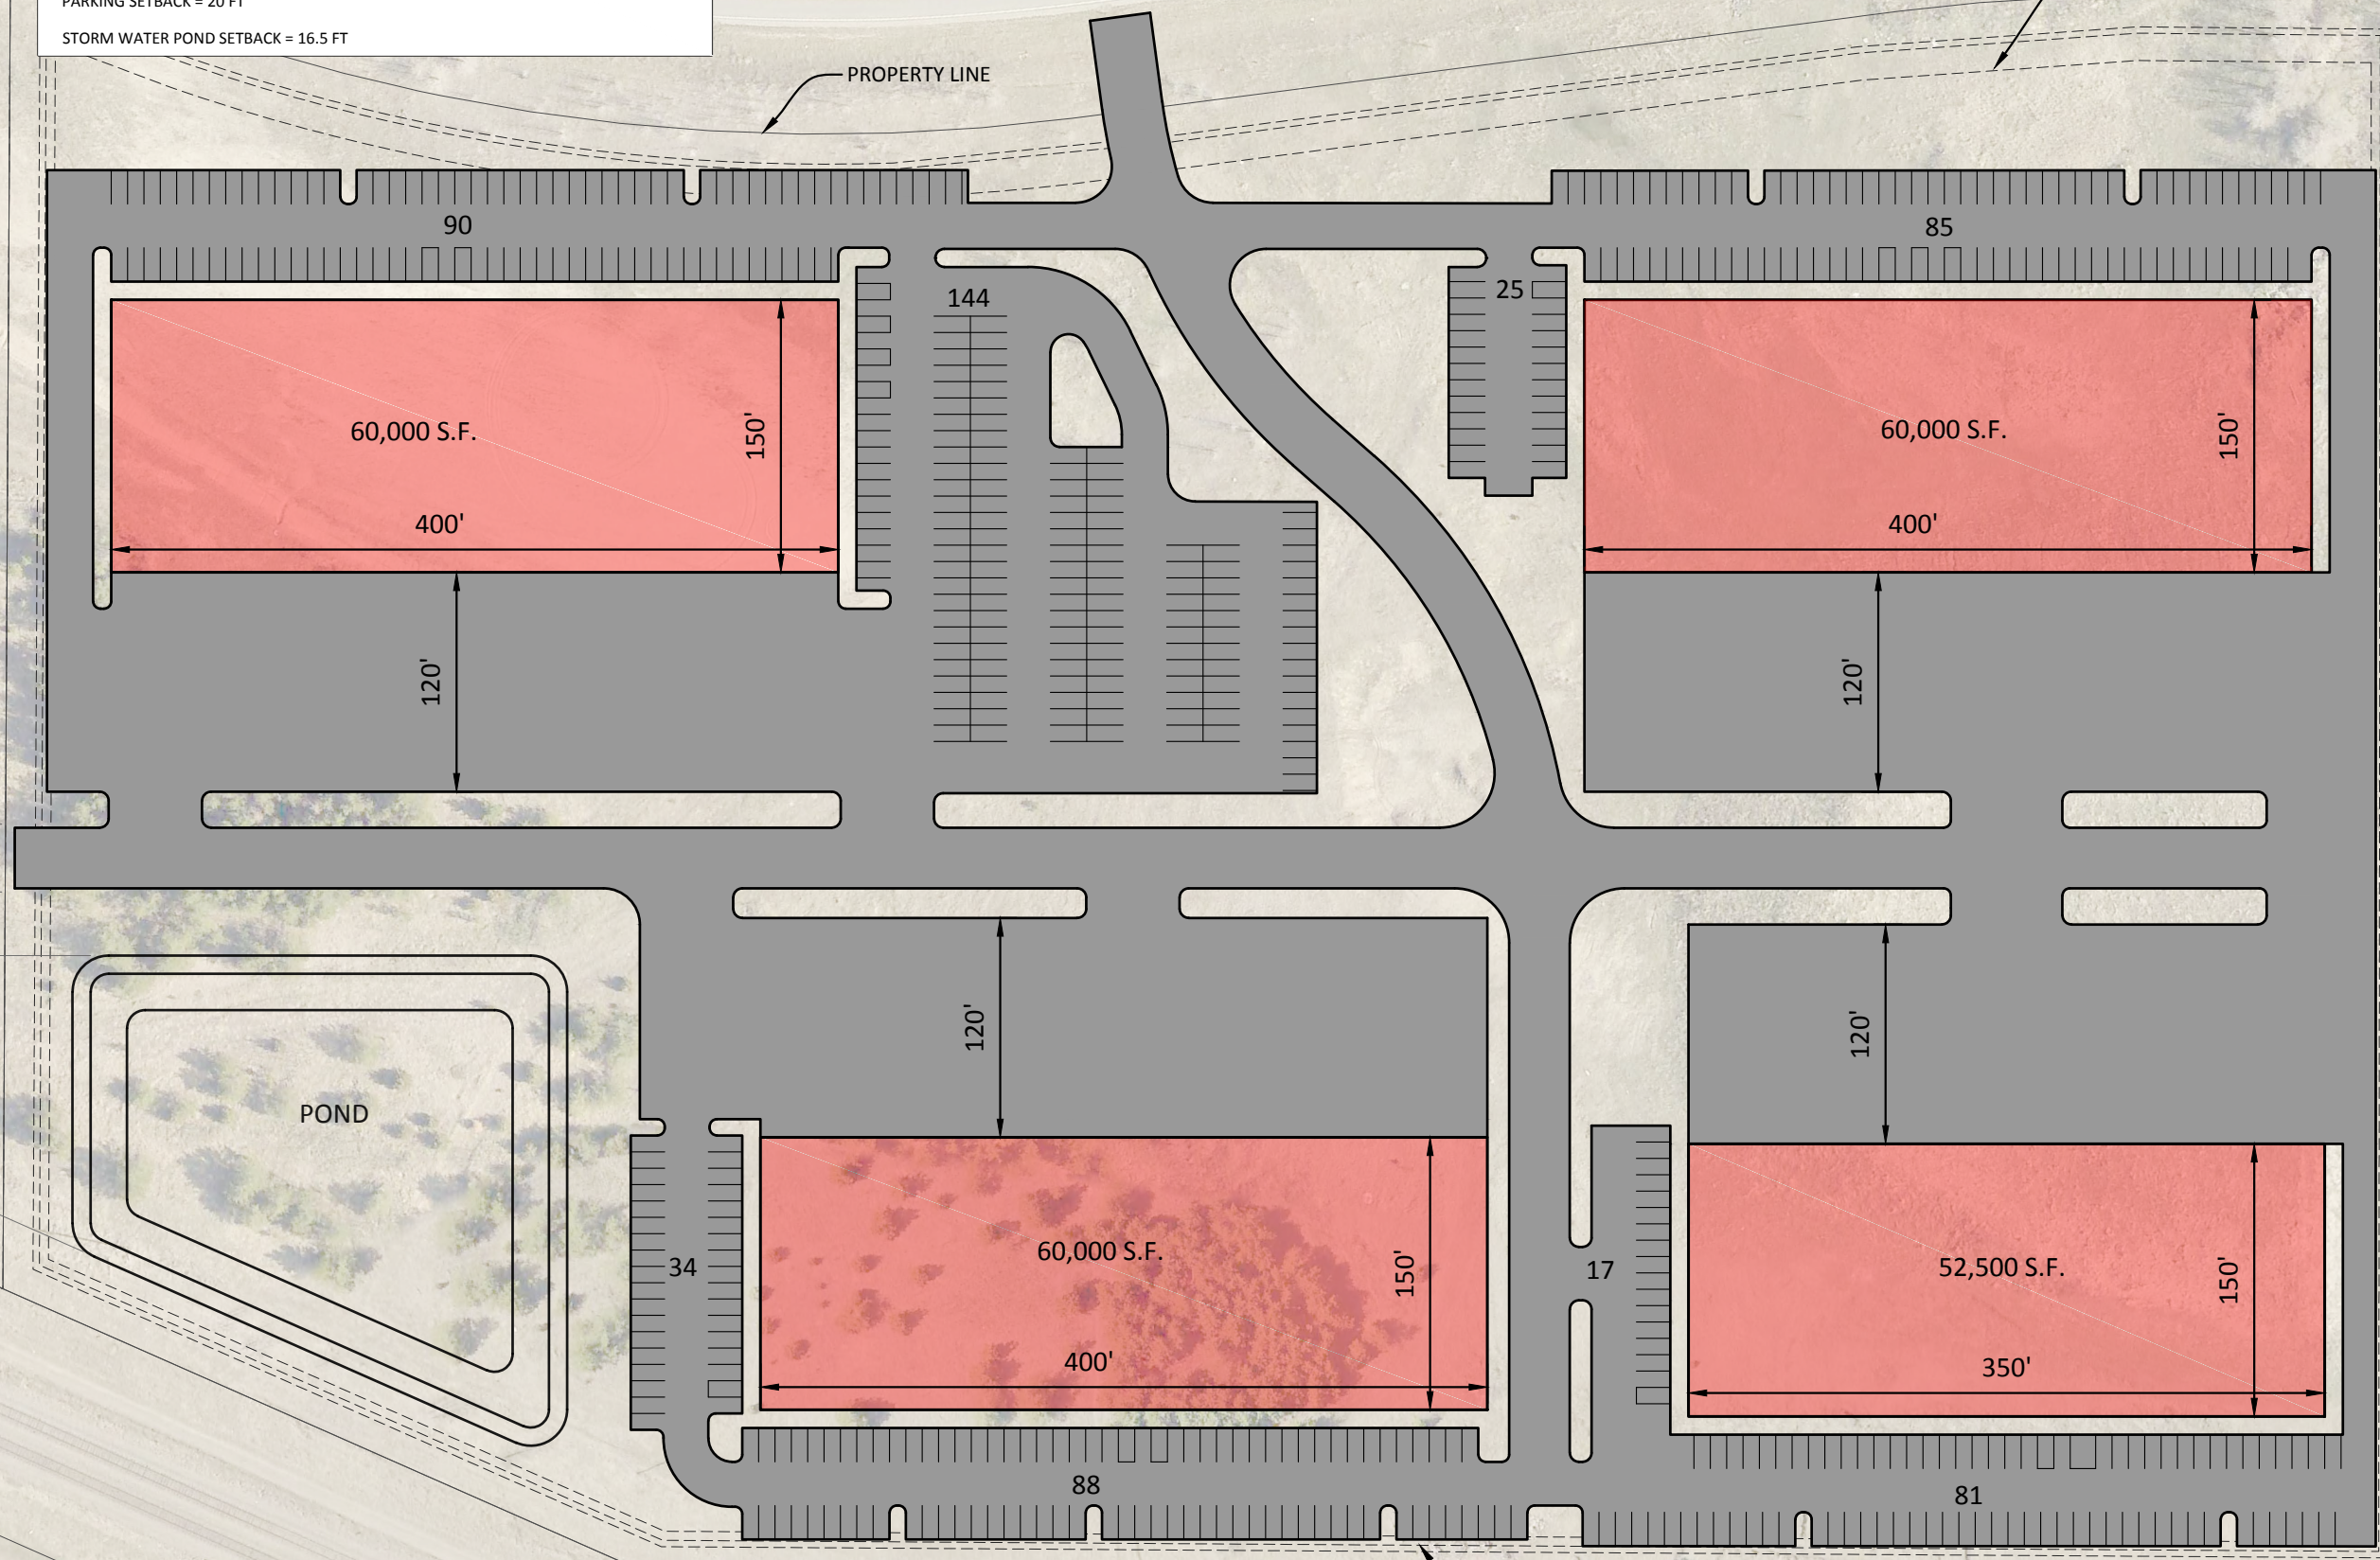 PARKING SETBACK = 20 FT
STORM WATER POND SETBACK = 16.5 FT
PROPERTY LINE
90
85
144
25
60,000 S.F.
150'
400'
60,000 S.F.
150'
400'
120'
120'
120'
120'
POND
34
60,000 S.F.
150'
400'
17
52,500 S.F.
150'
350'
88
81